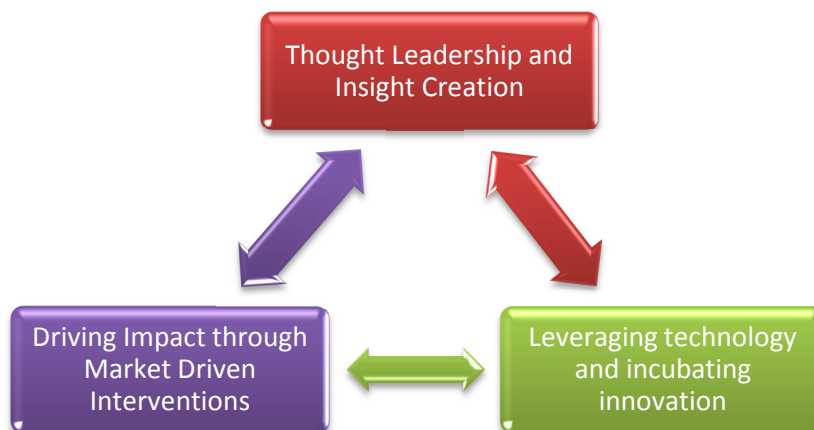 Thought Leadership and
Insight Creation
Driving Impact through
Market Driven
Interventions
Leveraging technology
and incubating
innovation